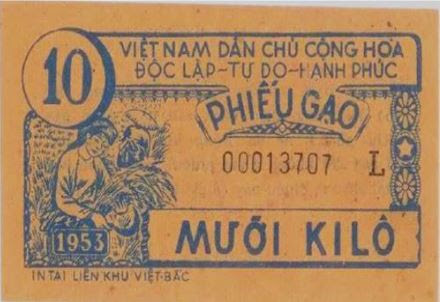 10
VIỆT NAM DÂN CHỦ CỘNG HÒA
ĐỘC LẬP-TỰ DO-HẠNH PHÚC
PHIẾU GẠO
00013707 L
1953
MƯỜI KILÔ
IN TẠI LIÊN KHU VIỆT-BẮC